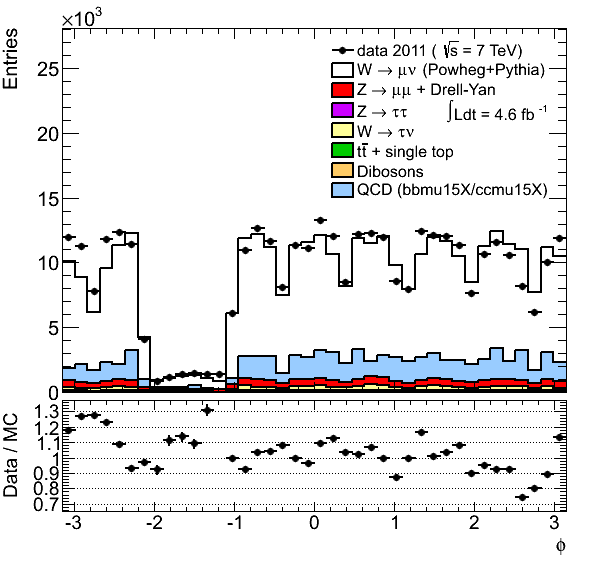 ×10³
Entries
25
20
15
10
5
0
data 2011 ( √s = 7 TeV)
W → μν (Powheg+Pythia)
Z → μμ + Drell-Yan
Z → ττ
∫Ldt = 4.6 fb⁻¹
W → τν
tt̅ + single top
Dibosons
QCD (bbmu15X/ccmu15X)
Data / MC
1.3
1.2
1.1
1
0.9
0.8
0.7
-3 -2 -1 0 1 2 3
ϕ